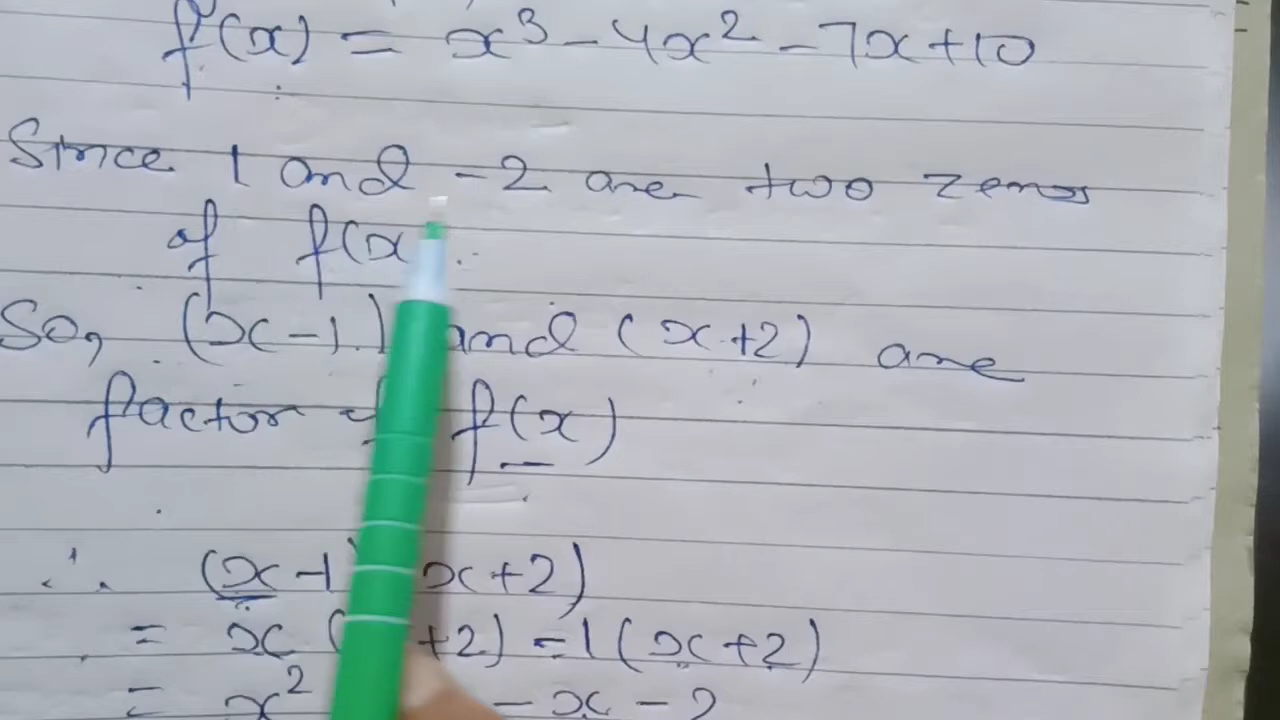 f(x) = x³ - 4x² - 7x + 10
Since 1 and -2 are two zeros
of f(x
So, (x-1) and (x+2) are
factor of f(x)
∴ (x-1 x+2)
= x( +2) -1(x+2)
= x² - x - 2